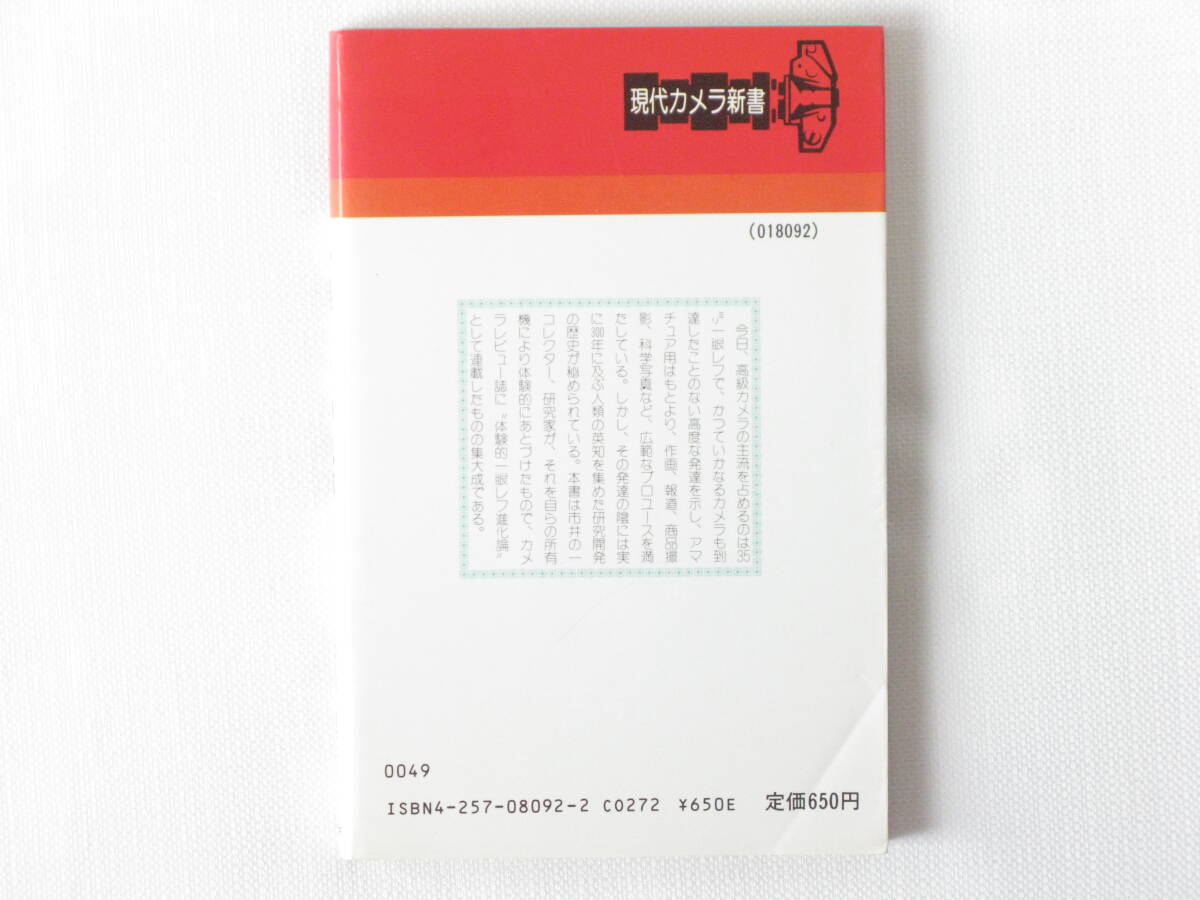 現代カメラ新書
(018092)
今日、高級カメラの主流を占めるのは35
㍉一眼レフで、かつていかなるカメラも到
達したことのない高度な発達を示し、アマ
チュア用はもとより、作画、報道、商品撮
影、科学写真など、広範なプロユースを満
たしている。しかし、その発達の陰には実
に300年に及ぶ人類の英知を集めた研究開発
の歴史が秘められている。本書は市井の一
コレクター、研究家が、それを自らの所有
機により体験的にあとづけたもので、カメ
ラレビュー誌に〝体験的一眼レフ進化論〟
として連載したものの集大成である。
0049
ISBN4-257-08092-2 C0272 ¥650E 定価650円